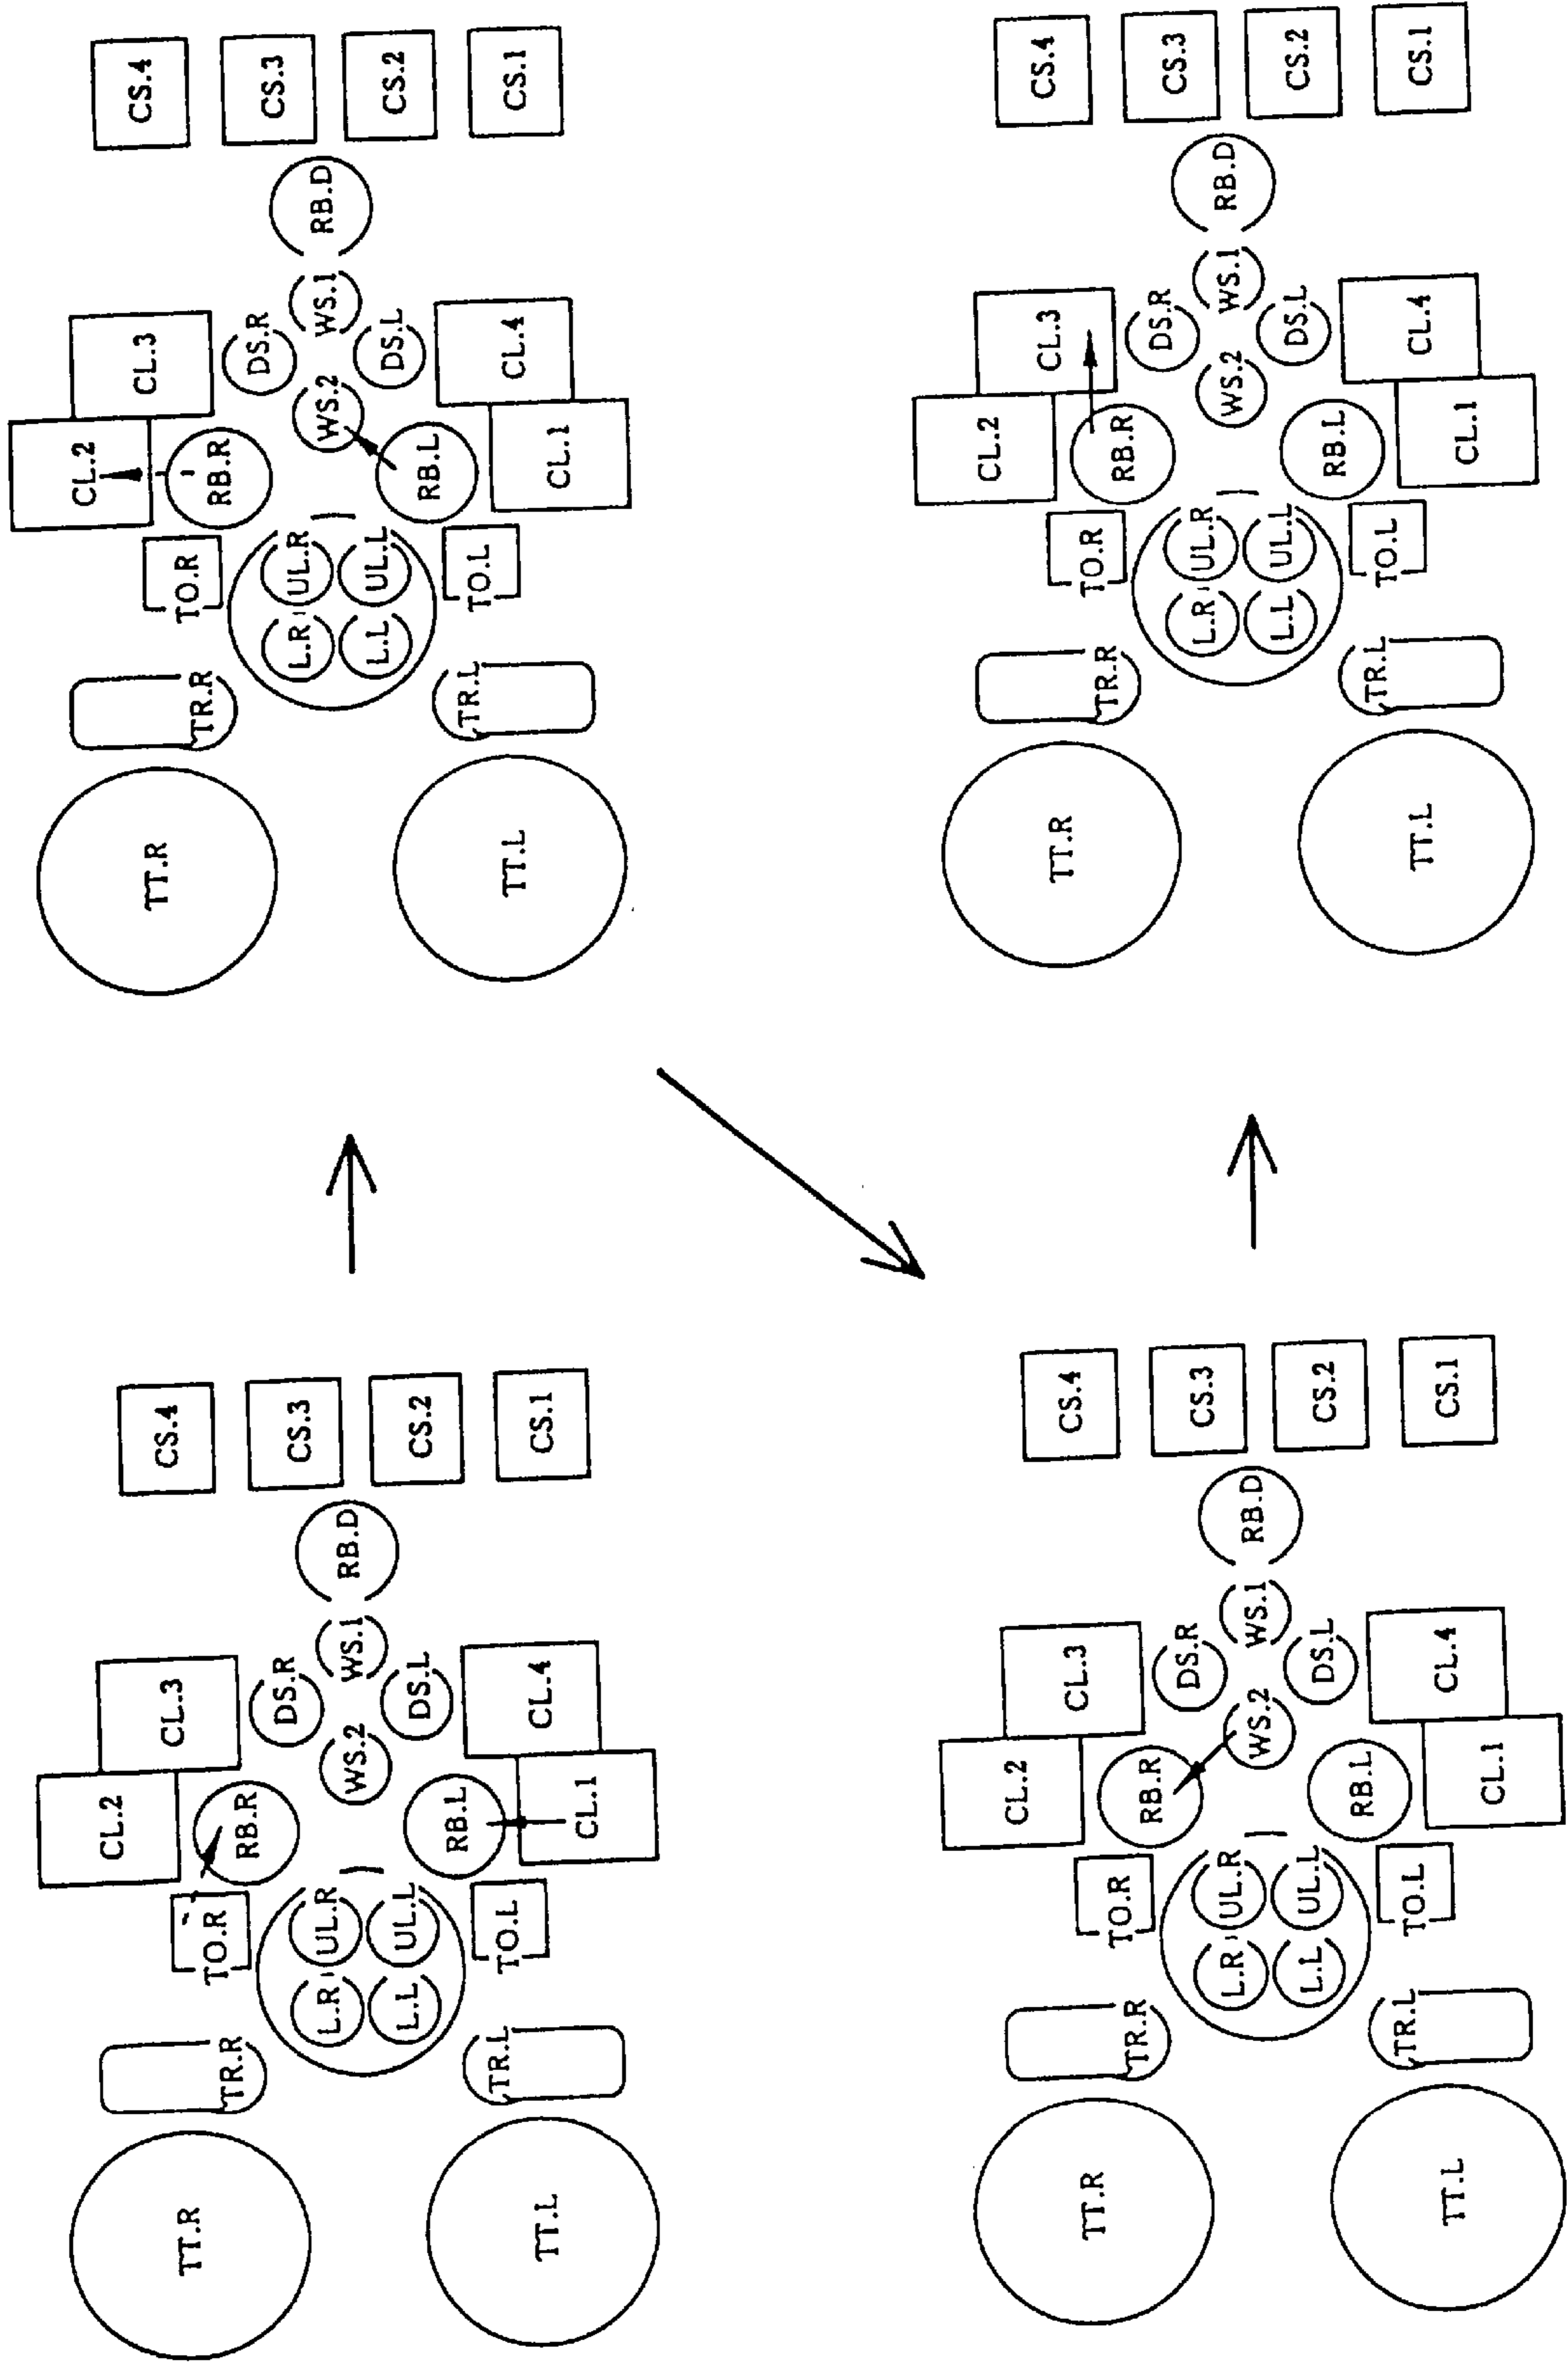 CL.2
CL.3
CS.4
TT.R
TR.R
TO.R
RB.R
DS.R
CS.3
L.R
UL.R
WS.2
WS.1
RB.D
L.L
UL.L
DS.L
CS.2
RB.L
TR.L
TO.L
CL.4
CS.1
TT.L
CL.1
CL.2
CL.3
CS.4
TT.R
TR.R
TO.R
RB.R
DS.R
CS.3
L.R
UL.R
WS.2
WS.1
RB.D
L.L
UL.L
DS.L
CS.2
RB.L
TR.L
TO.L
CL.4
CS.1
TT.L
CL.1
CL.2
CL.3
CS.4
TT.R
TR.R
TO.R
RB.R
DS.R
CS.3
L.R
UL.R
WS.2
WS.1
RB.D
L.L
UL.L
DS.L
CS.2
RB.L
TR.L
TO.L
CL.4
CS.1
TT.L
CL.1
CL.2
CL.3
CS.4
TT.R
TR.R
TO.R
RB.R
DS.R
CS.3
L.R
UL.R
WS.2
WS.1
RB.D
L.L
UL.L
DS.L
CS.2
RB.L
TR.L
TO.L
CL.4
CS.1
TT.L
CL.1